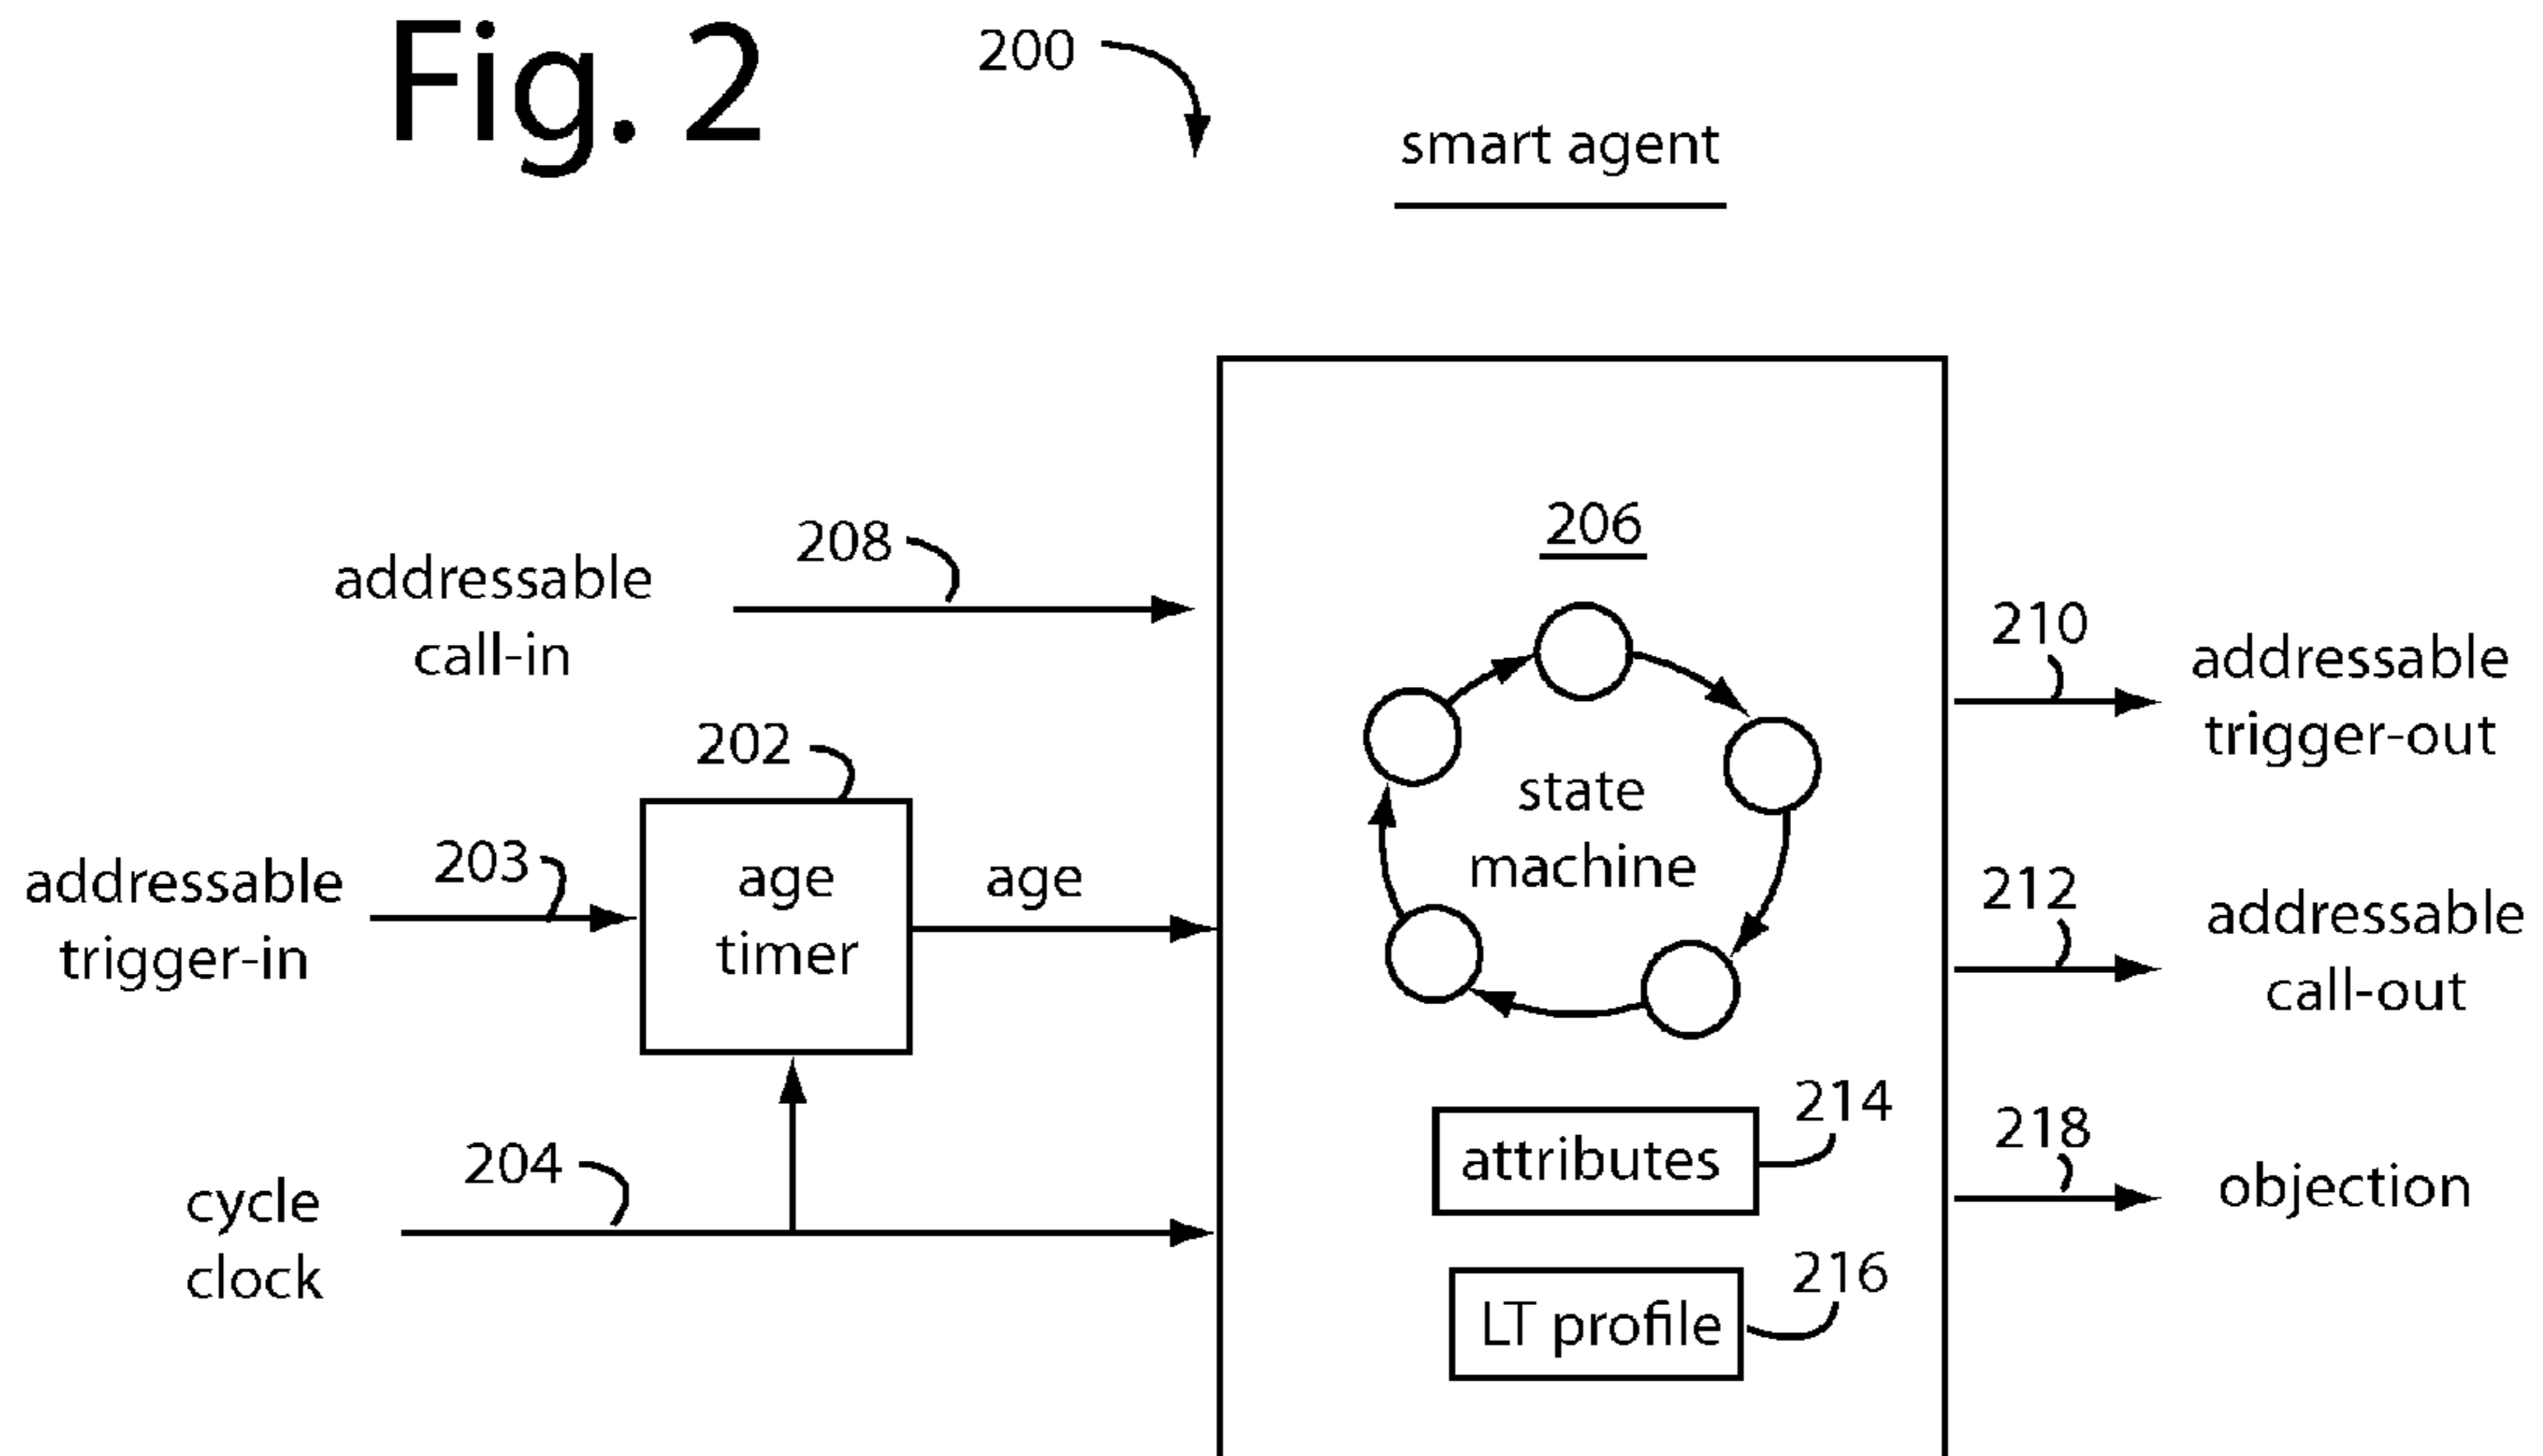 Fig. 2
200
smart agent
206
208
addressable
call-in
210
addressable
trigger-out
202
state
machine
203
addressable
trigger-in
age
timer
age
212
addressable
call-out
204
cycle
clock
attributes
214
218
objection
LT profile
216